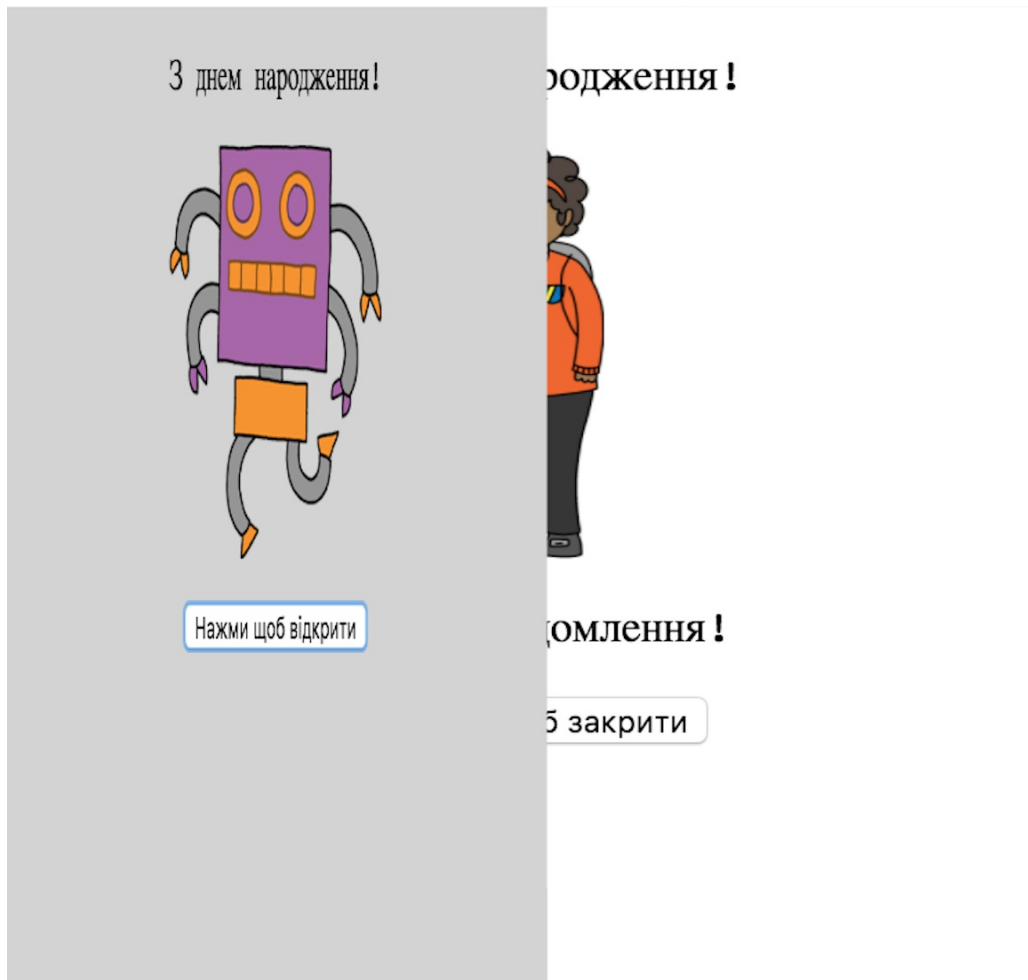 З днем народження!
родження!
Нажми щоб відкрити
домлення!
б закрити